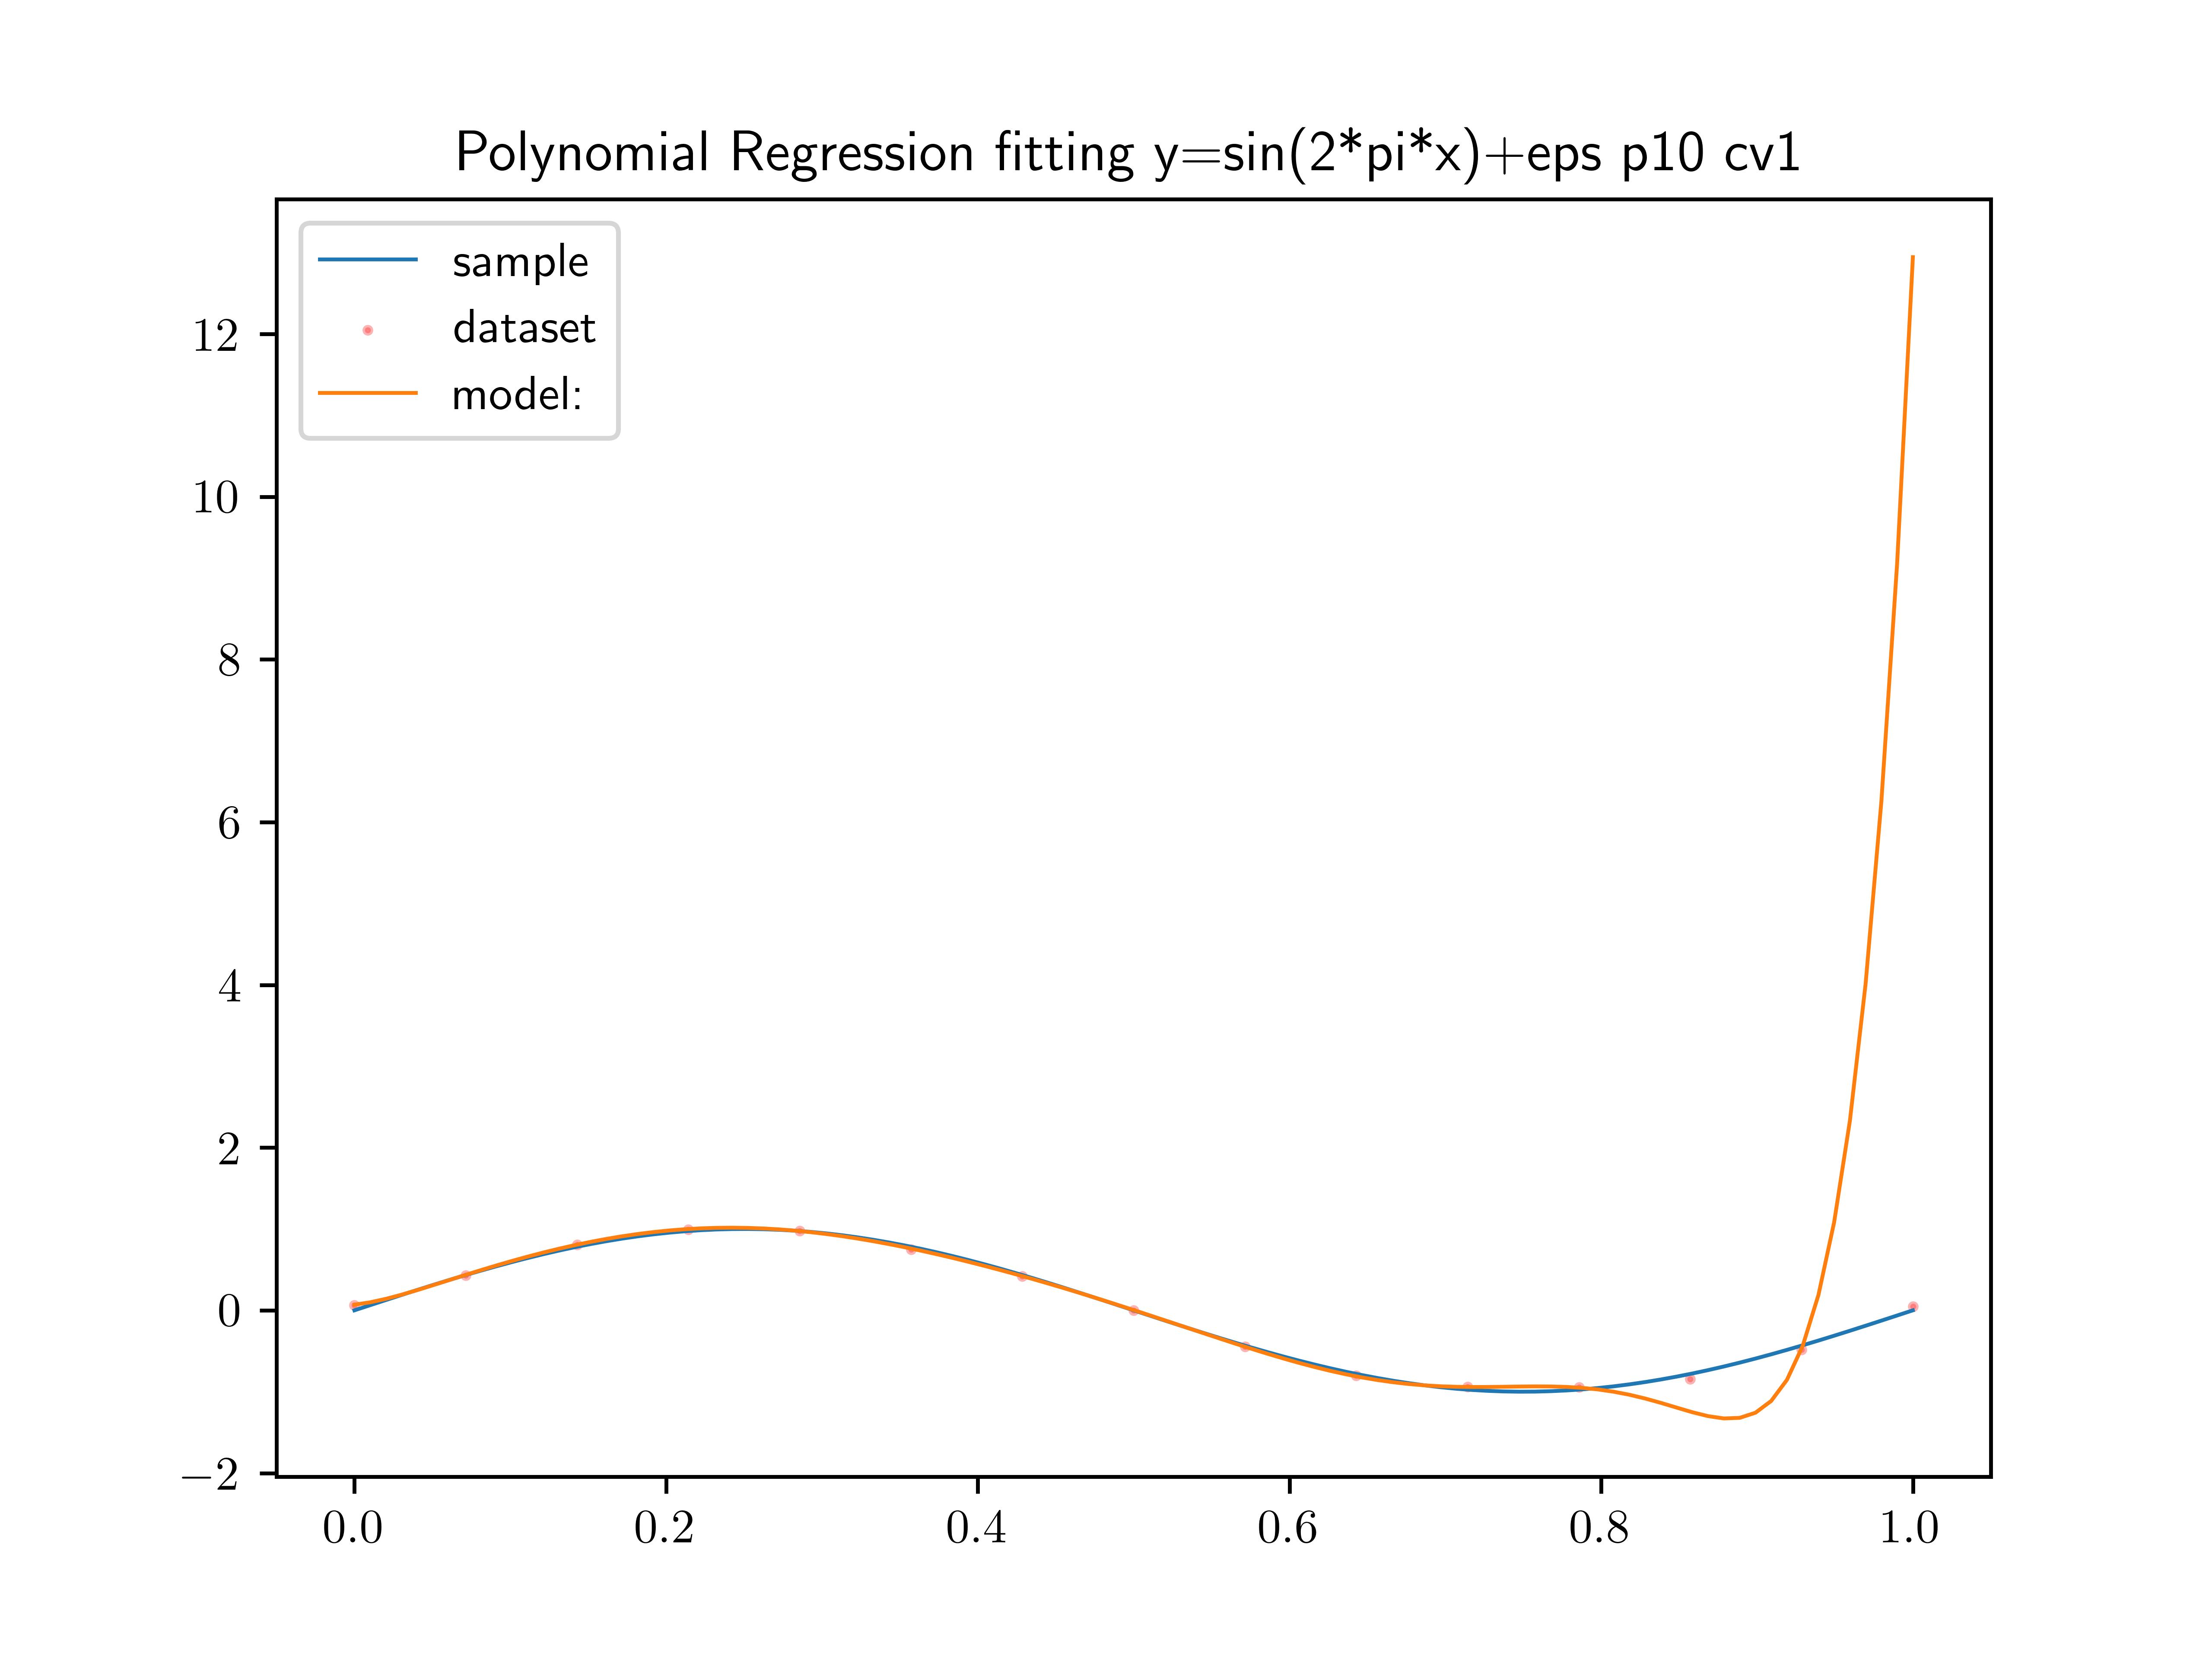 Polynomial Regression fitting y=sin(2*pi*x)+eps p10 cv1
sample
dataset
model:
12
10
8
6
4
2
0
−2
0.0 0.2 0.4 0.6 0.8 1.0